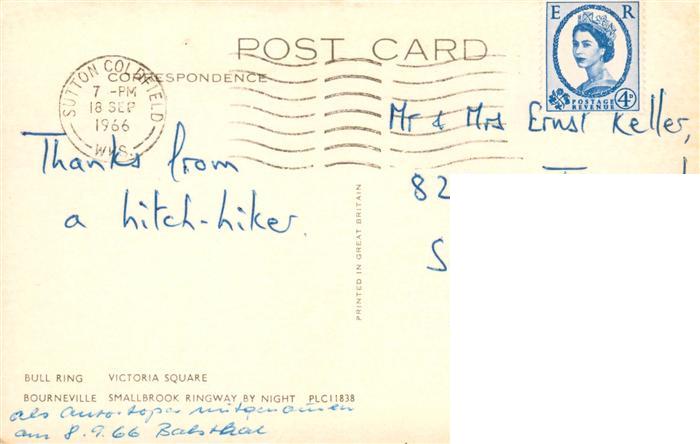 POST CARD
CORRESPONDENCE
E R
POSTAGE
REVENUE
4D
SUTTON COLDFIELD
7 -PM
18 SEP
1966
WKS.
Mr & Mrs Ernst Keller,
82
S
Thanks from
a hitch-hiker.
PRINTED IN GREAT BRITAIN
BULL RING VICTORIA SQUARE
BOURNEVILLE SMALLBROOK RINGWAY BY NIGHT PLC11838
als Autostoper mitgenommen
am 8.9.66 Balsthal